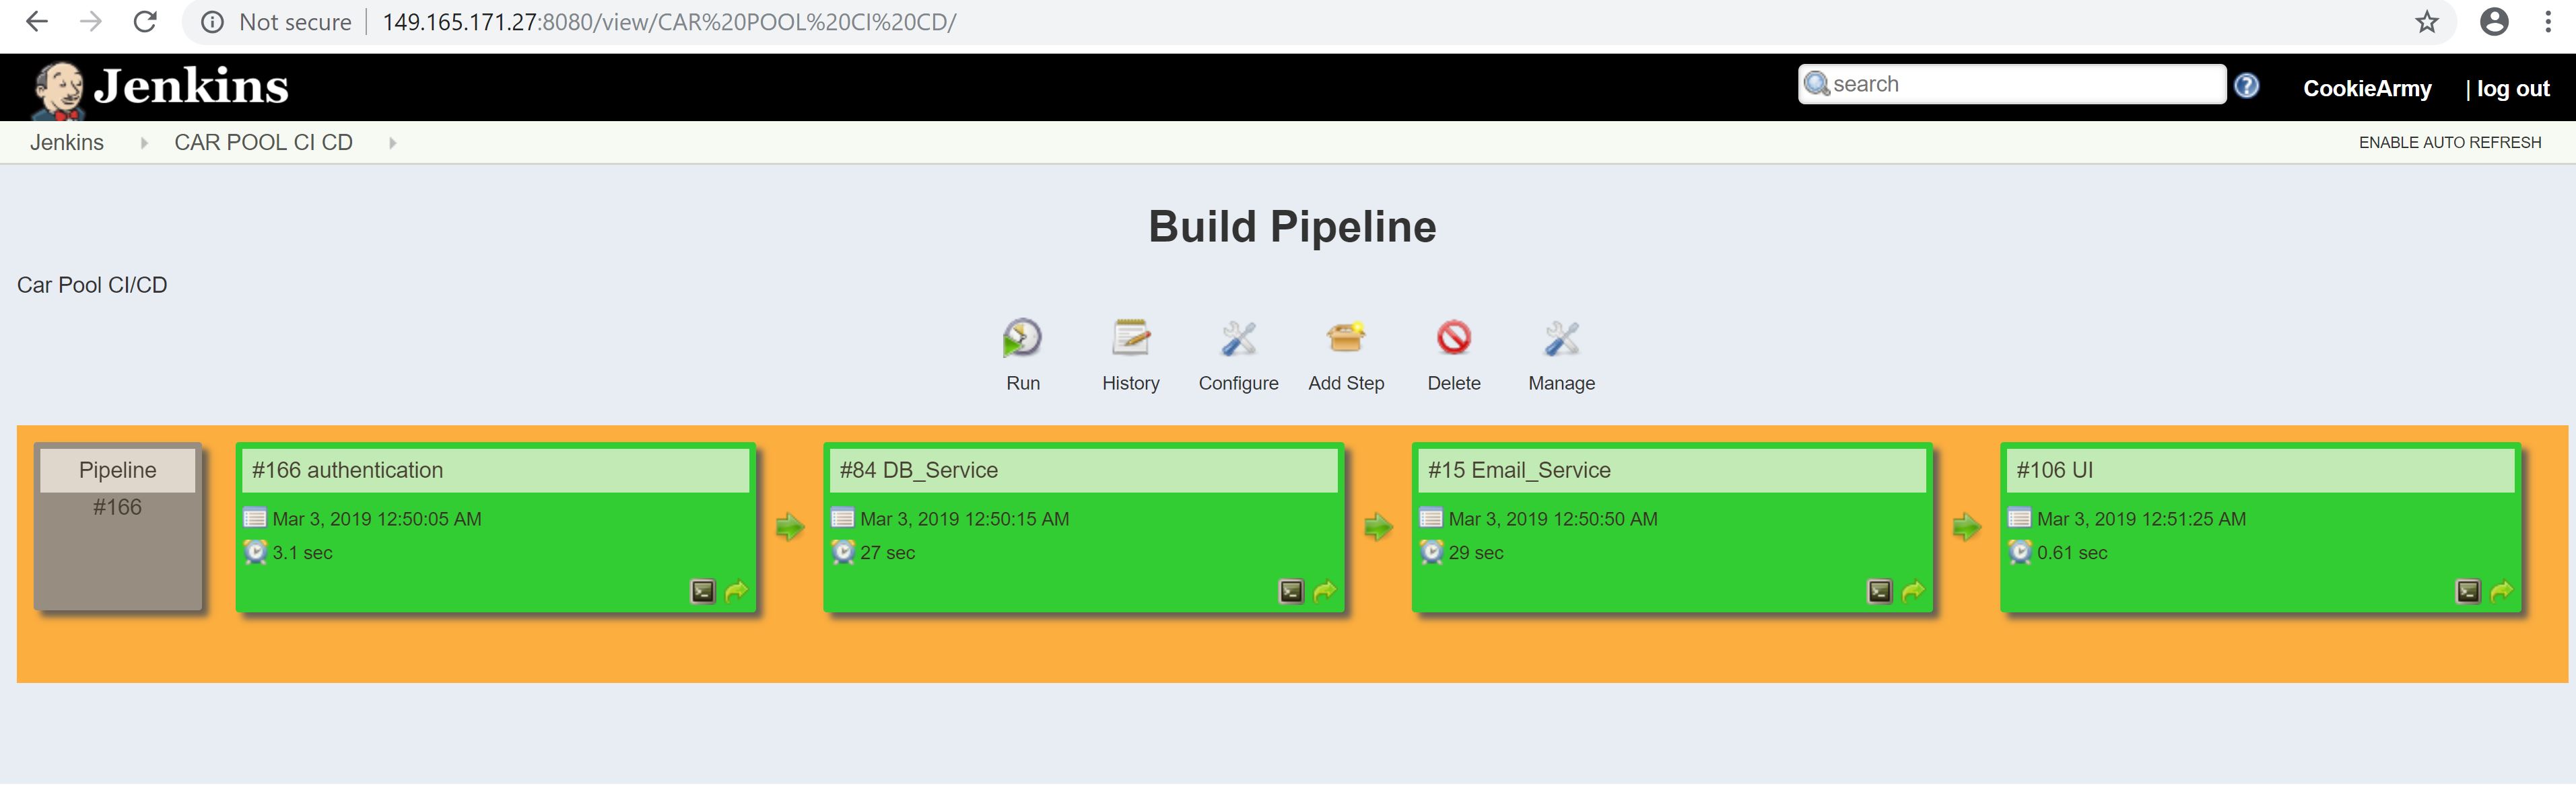 Not secure | 149.165.171.27:8080/view/CAR%20POOL%20CI%20CD/
Jenkins
search
CookieArmy | log out
Jenkins CAR POOL CI CD
ENABLE AUTO REFRESH
Build Pipeline
Car Pool CI/CD
Run History Configure Add Step Delete Manage
Pipeline
#166
#166 authentication
Mar 3, 2019 12:50:05 AM
3.1 sec
#84 DB_Service
Mar 3, 2019 12:50:15 AM
27 sec
#15 Email_Service
Mar 3, 2019 12:50:50 AM
29 sec
#106 UI
Mar 3, 2019 12:51:25 AM
0.61 sec